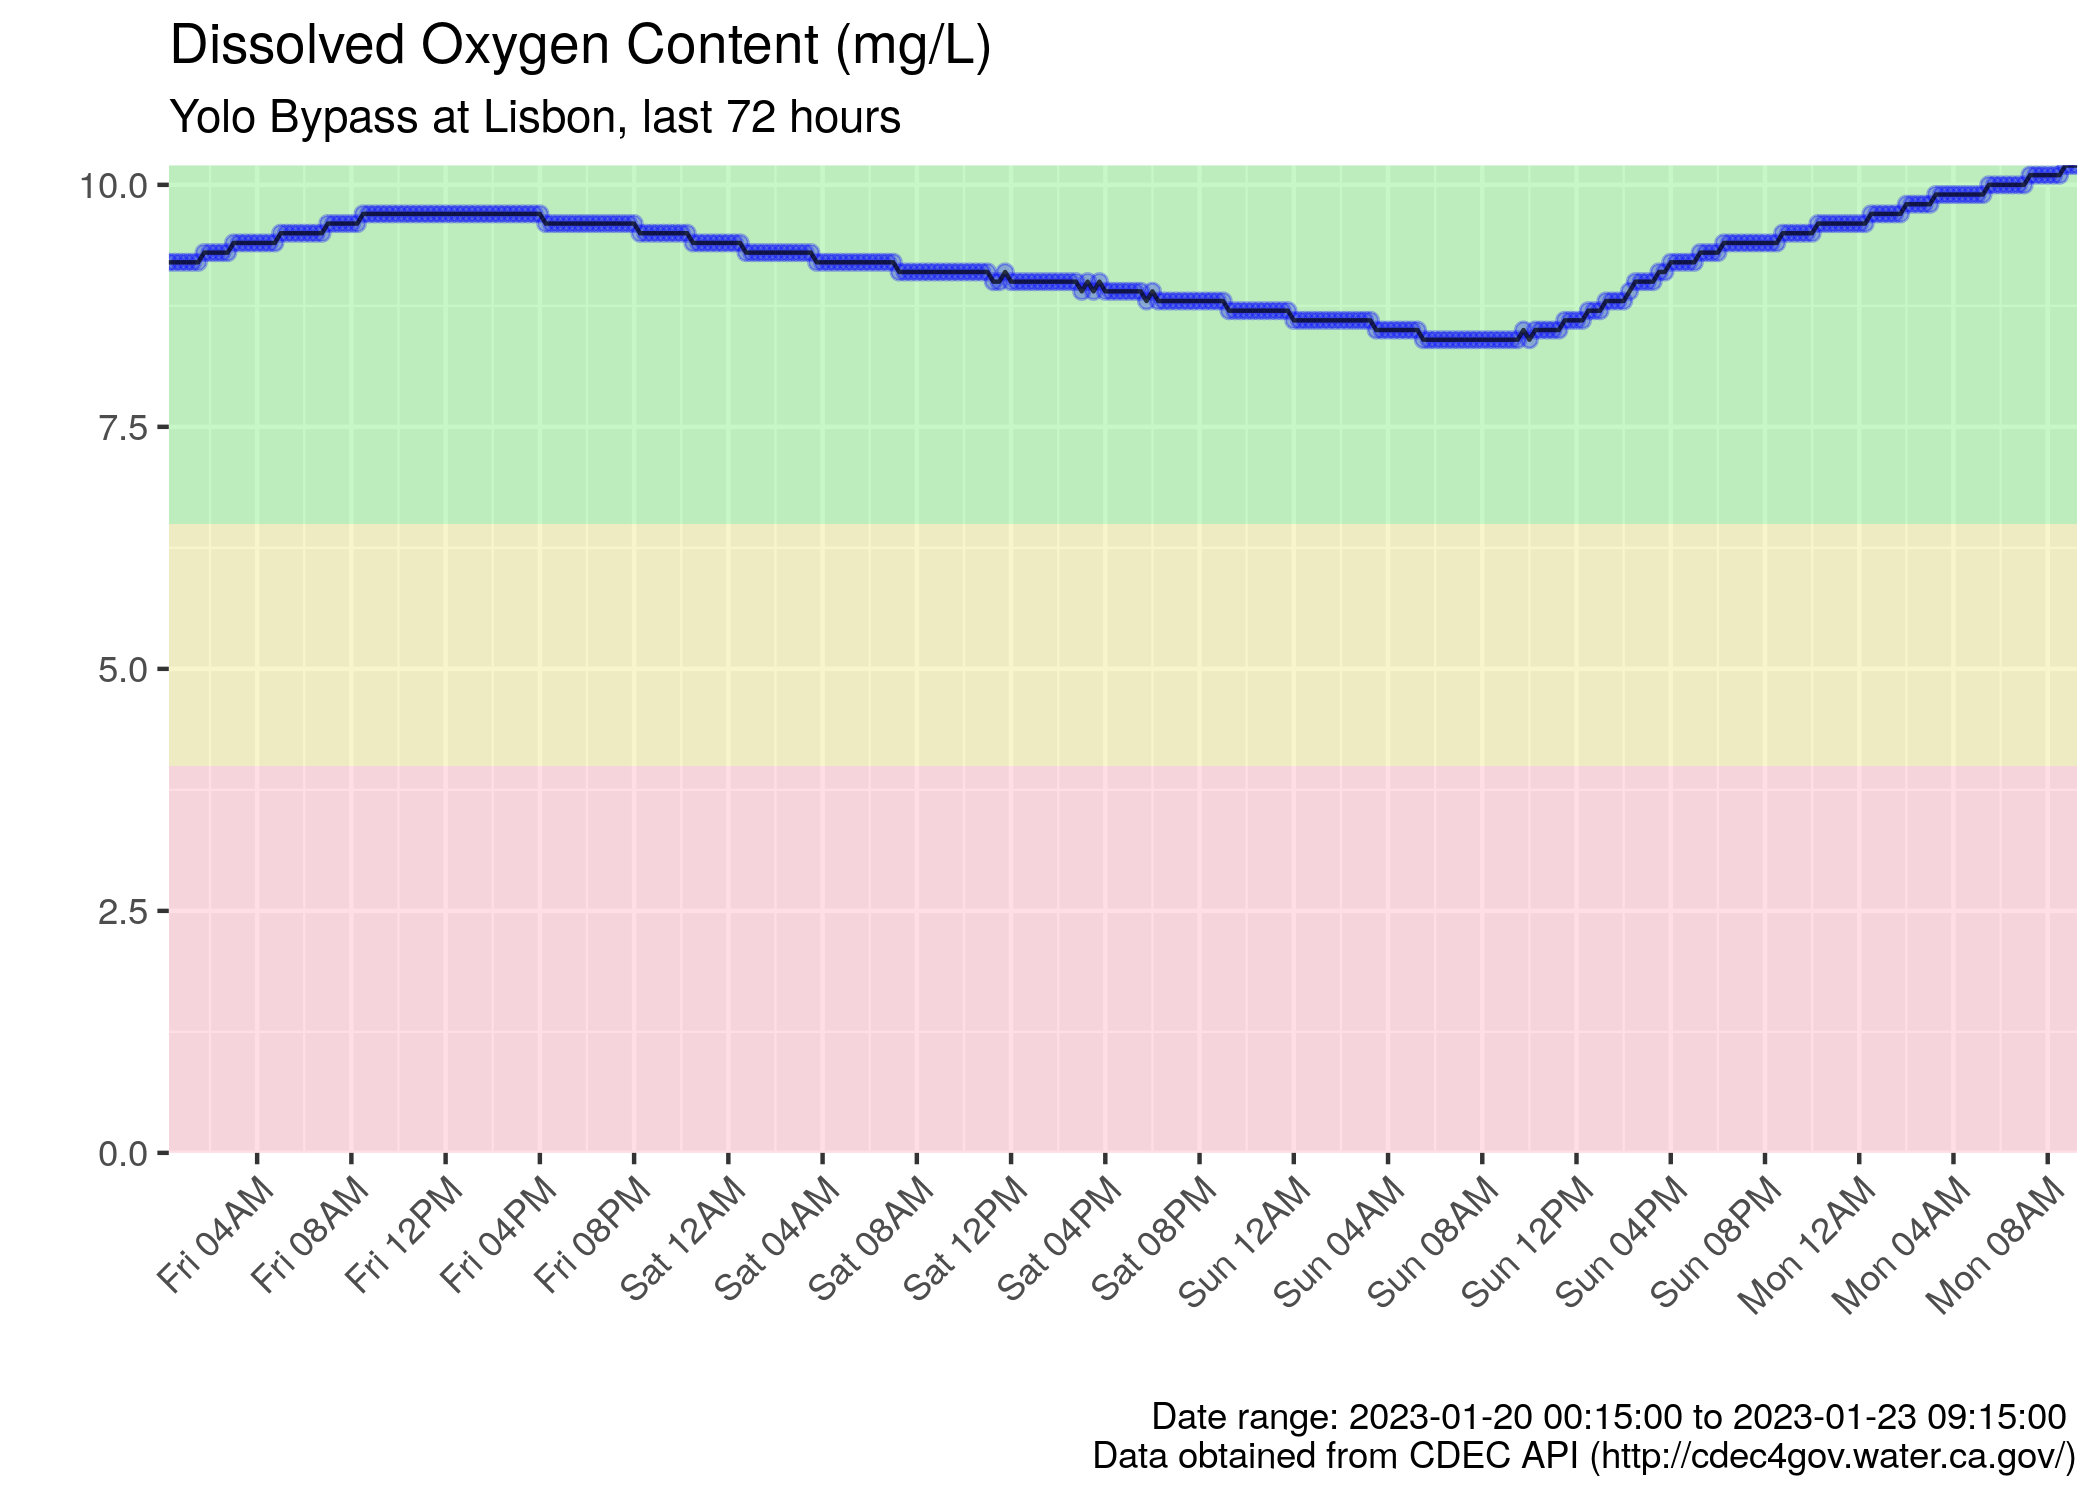 Dissolved Oxygen Content (mg/L)
Yolo Bypass at Lisbon, last 72 hours
10.0
7.5
5.0
2.5
0.0
Fri 04AM
Fri 08AM
Fri 12PM
Fri 04PM
Fri 08PM
Sat 12AM
Sat 04AM
Sat 08AM
Sat 12PM
Sat 04PM
Sat 08PM
Sun 12AM
Sun 04AM
Sun 08AM
Sun 12PM
Sun 04PM
Sun 08PM
Mon 12AM
Mon 04AM
Mon 08AM
Date range: 2023-01-20 00:15:00 to 2023-01-23 09:15:00
Data obtained from CDEC API (http://cdec4gov.water.ca.gov/)